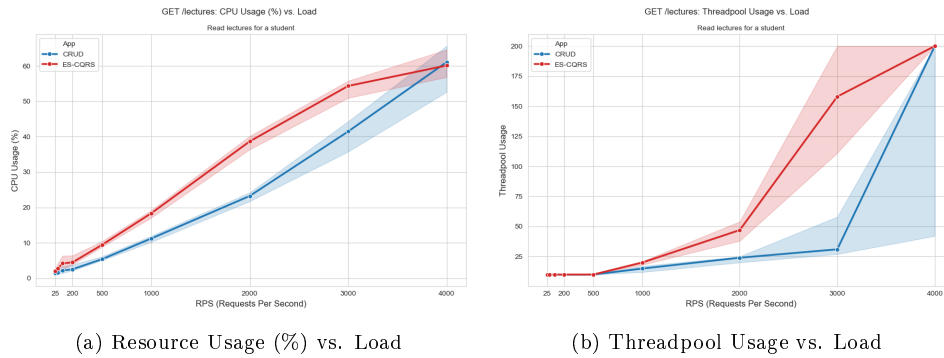 GET /lectures: CPU Usage (%) vs. Load
Read lectures for a student
App
CRUD
ES-CQRS
CPU Usage (%)
60
50
40
30
20
10
0
25
200
500
1000
2000
3000
4000
RPS (Requests Per Second)
(a) Resource Usage (%) vs. Load
GET /lectures: Threadpool Usage vs. Load
Read lectures for a student
App
CRUD
ES-CQRS
Threadpool Usage
200
175
150
125
100
75
50
25
25
200
500
1000
2000
3000
4000
RPS (Requests Per Second)
(b) Threadpool Usage vs. Load